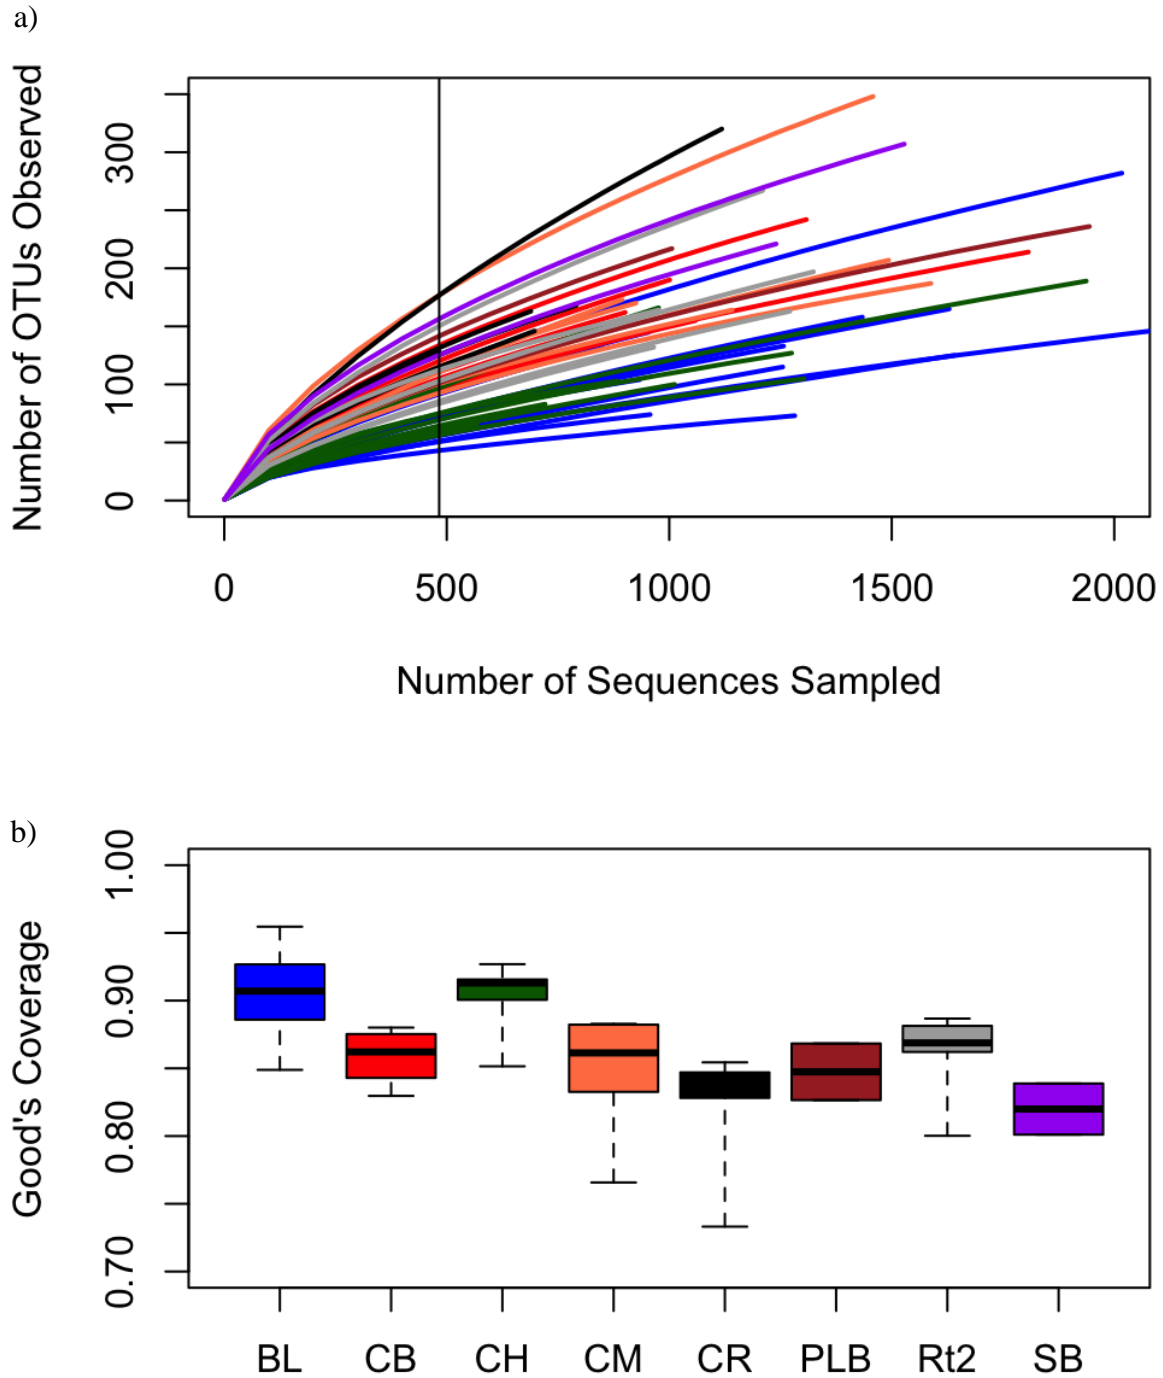 a)
Number of OTUs Observed
300
200
100
0
0 500 1000 1500 2000
Number of Sequences Sampled
b)
Good's Coverage
1.00
0.90
0.80
0.70
BL CB CH CM CR PLB Rt2 SB